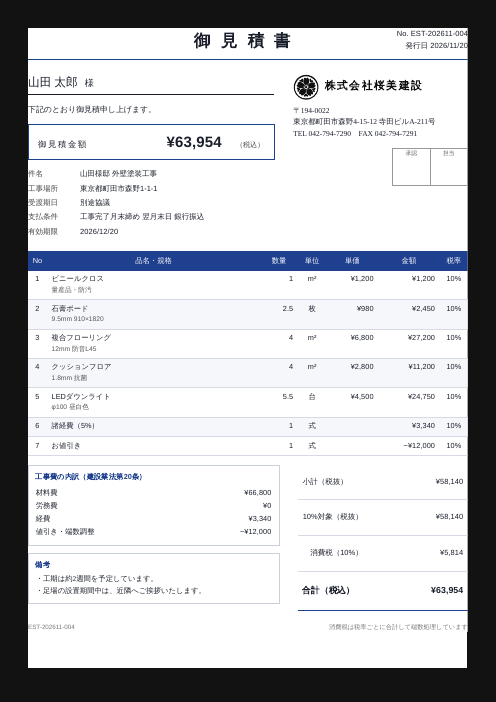 御見積書
No. EST-202611-004
発行日 2026/11/20
山田 太郎 様
下記のとおり御見積申し上げます。
御見積金額 ¥63,954 （税込）
株式会社桜美建設
〒194-0022
東京都町田市森野4-15-12 寺田ビルA-211号
TEL 042-794-7290 FAX 042-794-7291
承認 担当
件名 山田様邸 外壁塗装工事
工事場所 東京都町田市森野1-1-1
受渡期日 別途協議
支払条件 工事完了月末締め 翌月末日 銀行振込
有効期限 2026/12/20
No 品名・規格 数量 単位 単価 金額 税率
1 ビニールクロス 1 m² ¥1,200 ¥1,200 10%
量産品・防汚
2 石膏ボード 2.5 枚 ¥980 ¥2,450 10%
9.5mm 910×1820
3 複合フローリング 4 m² ¥6,800 ¥27,200 10%
12mm 防音L45
4 クッションフロア 4 m² ¥2,800 ¥11,200 10%
1.8mm 抗菌
5 LEDダウンライト 5.5 台 ¥4,500 ¥24,750 10%
φ100 昼白色
6 諸経費（5%） 1 式 ¥3,340 10%
7 お値引き 1 式 −¥12,000 10%
工事費の内訳（建設業法第20条）
材料費 ¥66,800
労務費 ¥0
経費 ¥3,340
値引き・端数調整 −¥12,000
備考
・工期は約2週間を予定しています。
・足場の設置期間中は、近隣へご挨拶いたします。
小計（税抜） ¥58,140
10%対象（税抜） ¥58,140
消費税（10%） ¥5,814
合計（税込） ¥63,954
EST-202611-004
消費税は税率ごとに合計して端数処理しています